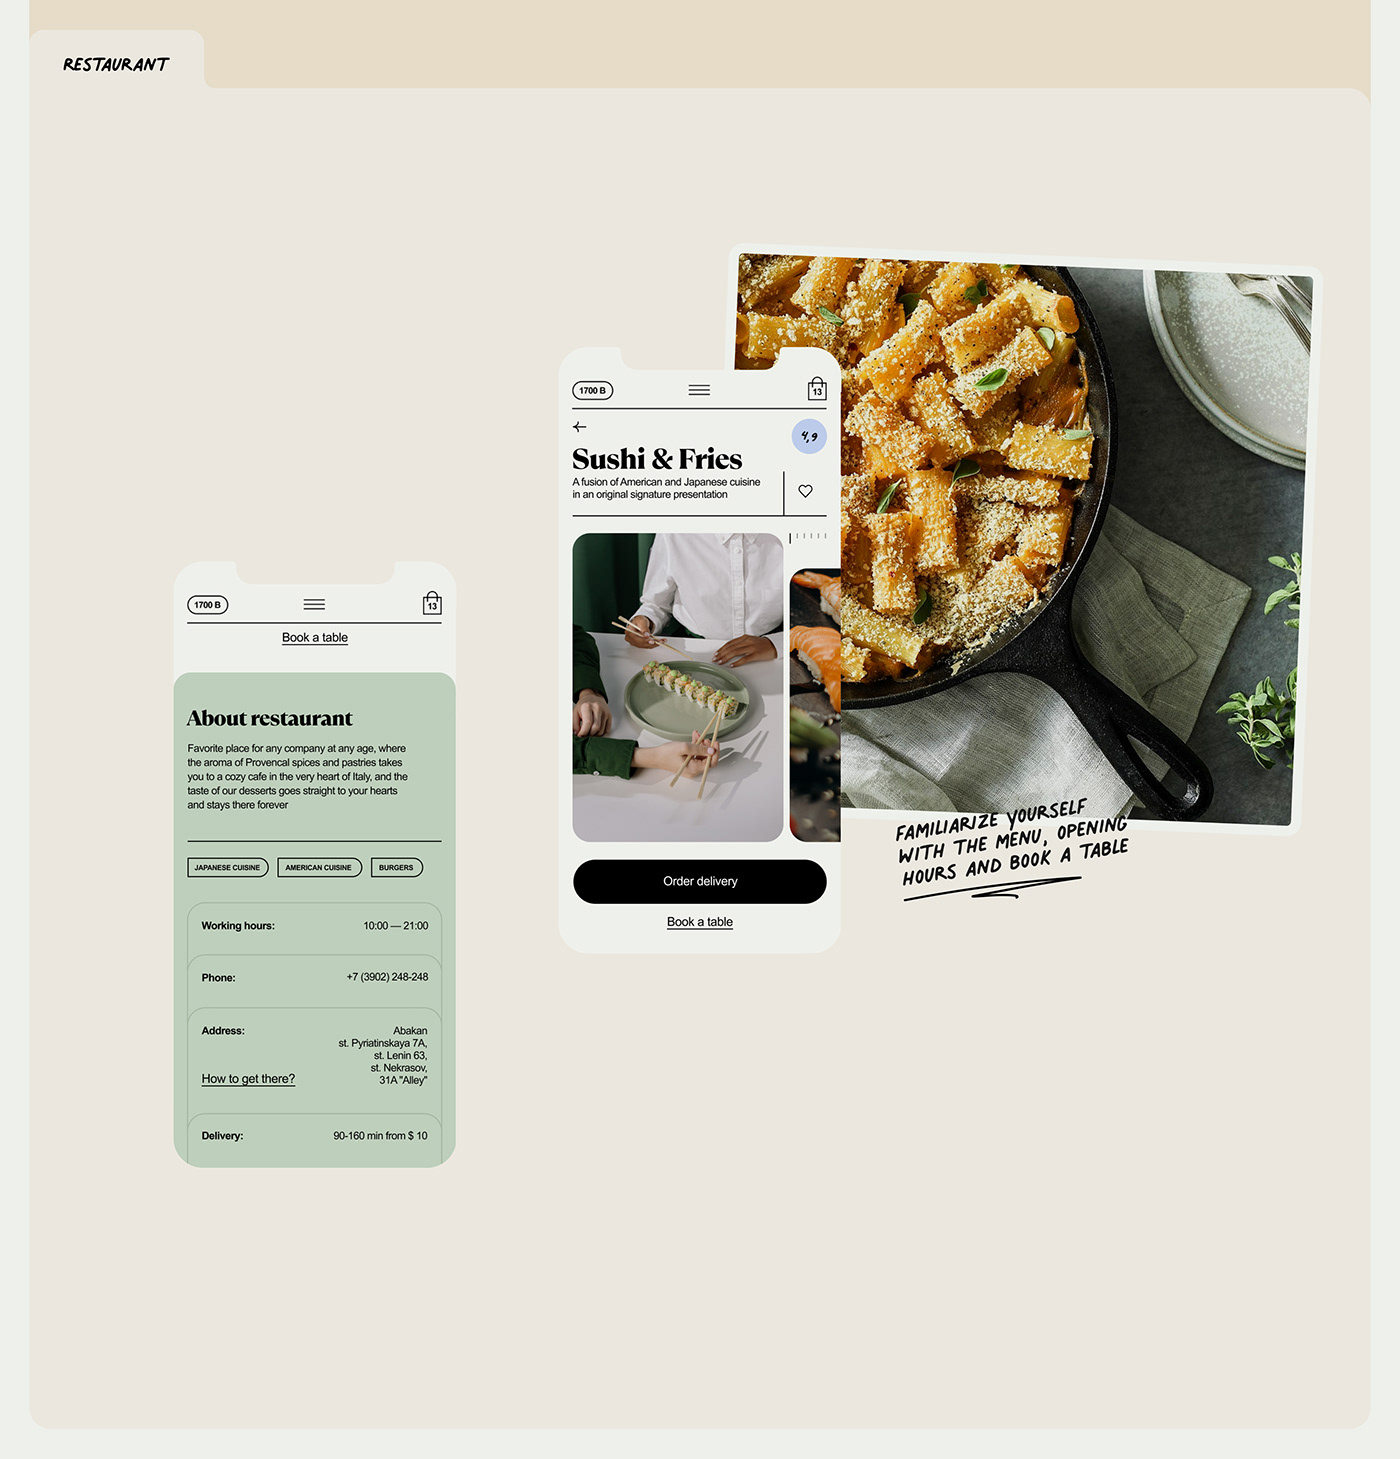 RESTAURANT
1700 B
13
4,9
Sushi & Fries
A fusion of American and Japanese cuisine
in an original signature presentation
Order delivery
Book a table
FAMILIARIZE YOURSELF
WITH THE MENU, OPENING
HOURS AND BOOK A TABLE
1700 B
13
Book a table
About restaurant
Favorite place for any company at any age, where
the aroma of Provencal spices and pastries takes
you to a cozy cafe in the very heart of Italy, and the
taste of our desserts goes straight to your hearts
and stays there forever
JAPANESE CUISINE
AMERICAN CUISINE
BURGERS
Working hours:
10:00 — 21:00
Phone:
+7 (3902) 248-248
Address:
Abakan
st. Pyriatinskaya 7A,
st. Lenin 63,
st. Nekrasov,
31A "Alley"
How to get there?
Delivery:
90-160 min from $ 10